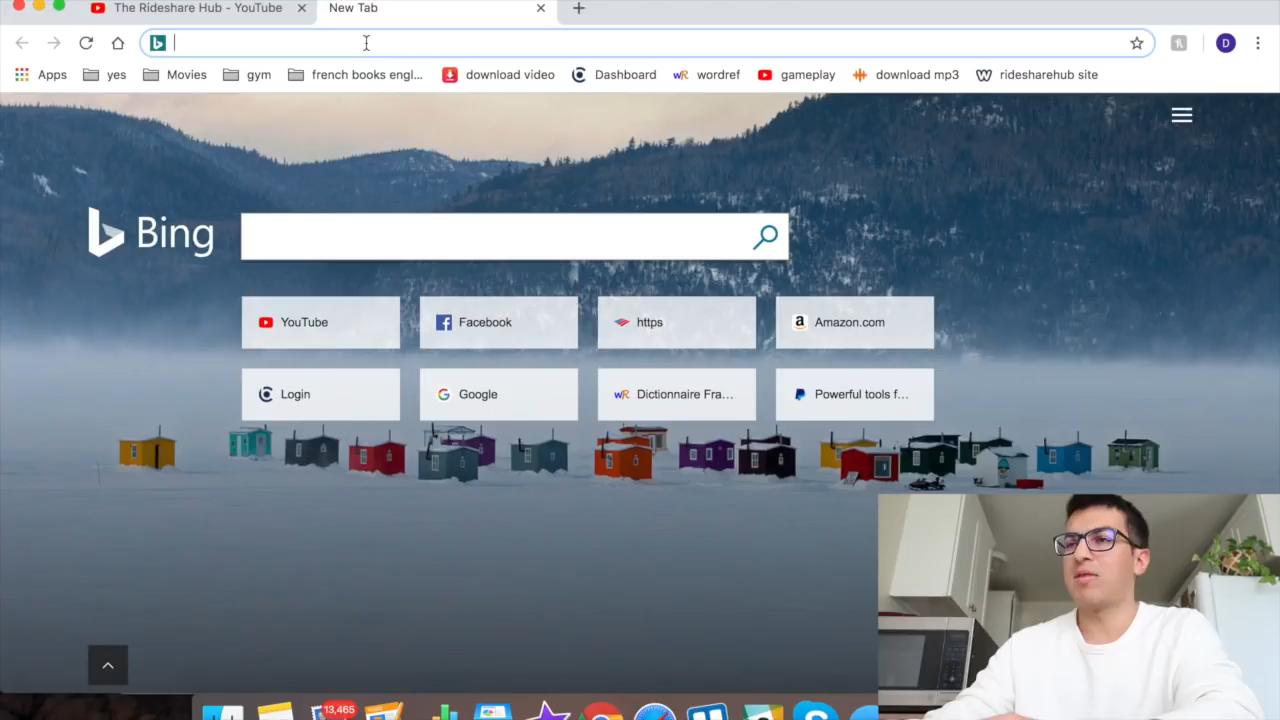 The Rideshare Hub - YouTube
New Tab
Apps
yes
Movies
gym
french books engl...
download video
Dashboard
wordref
gameplay
download mp3
ridesharehub site
D
Bing
YouTube
Facebook
https
Amazon.com
Login
Google
Dictionnaire Fra...
Powerful tools f...
13,465